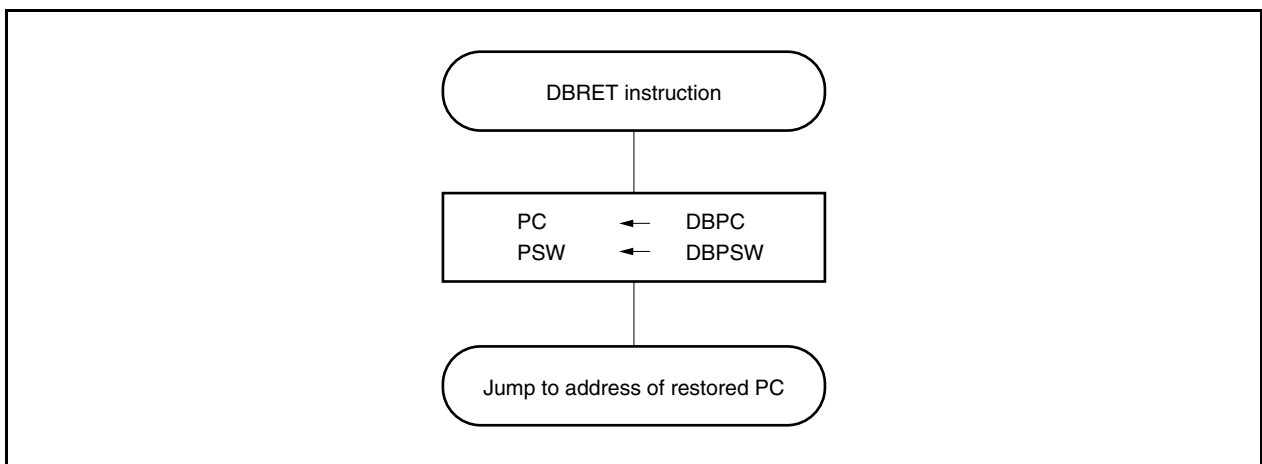 DBRET instruction
PC ← DBPC
PSW ← DBPSW
Jump to address of restored PC